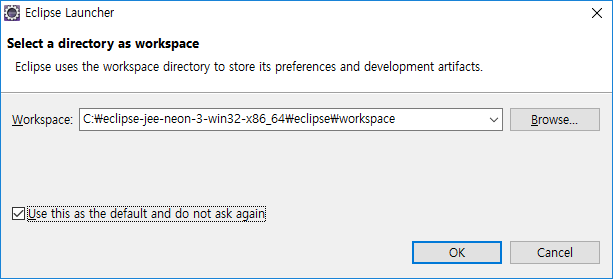 Eclipse Launcher
Select a directory as workspace
Eclipse uses the workspace directory to store its preferences and development artifacts.
Workspace: C:₩eclipse-jee-neon-3-win32-x86_64₩eclipse₩workspace Browse...
Use this as the default and do not ask again
OK Cancel